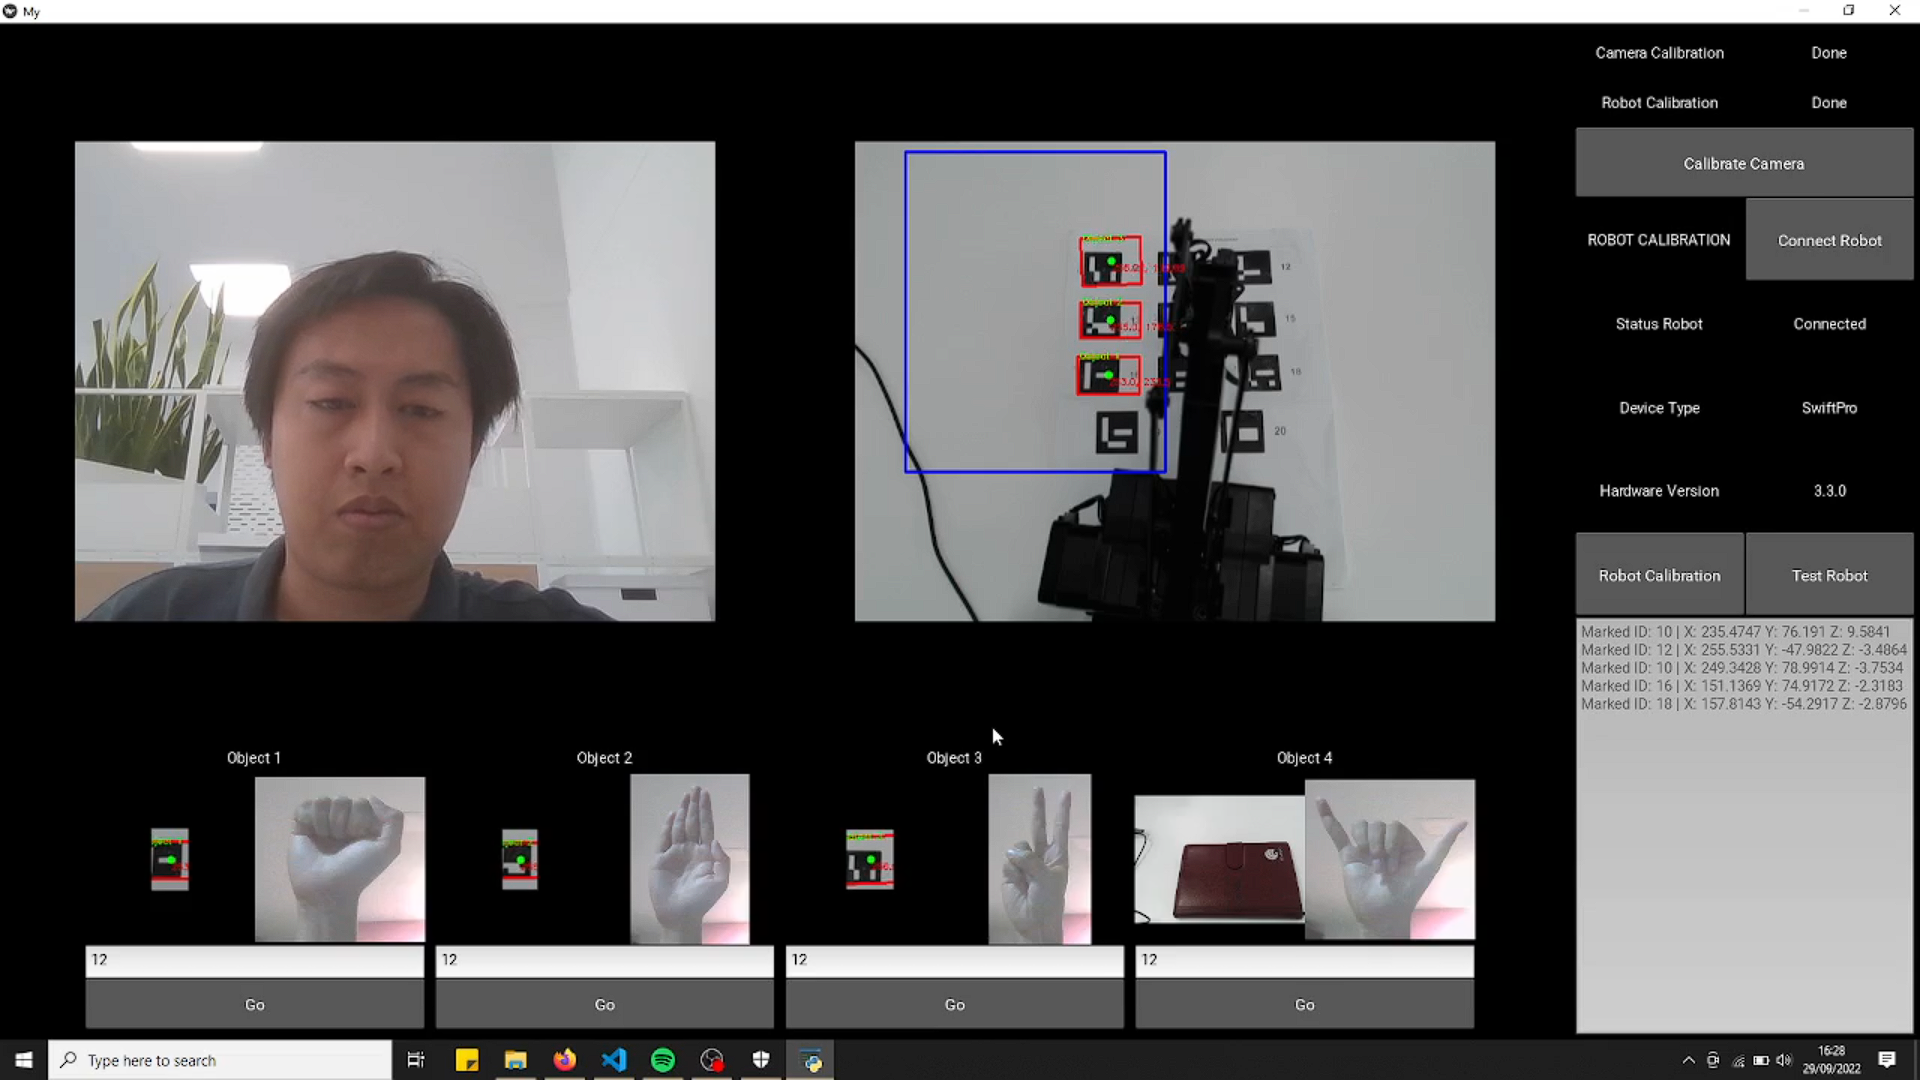 My
Camera Calibration Done
Robot Calibration Done
Calibrate Camera
ROBOT CALIBRATION Connect Robot
Status Robot Connected
Device Type SwiftPro
Hardware Version 3.3.0
Robot Calibration Test Robot
12
15
18
20
Object 1
Marked ID: 10 | X: 235.4747 Y: 76.191 Z: 9.5841
Marked ID: 12 | X: 255.5331 Y: -47.9822 Z: -3.4864
Marked ID: 10 | X: 249.3428 Y: 78.9914 Z: -3.7534
Marked ID: 16 | X: 151.1369 Y: 74.9172 Z: -2.3183
Marked ID: 18 | X: 157.8143 Y: -54.2917 Z: -2.8796
Object 1 Object 2 Object 3 Object 4
12 12 12 12
Go Go Go Go
Type here to search
16:28
29/09/2022